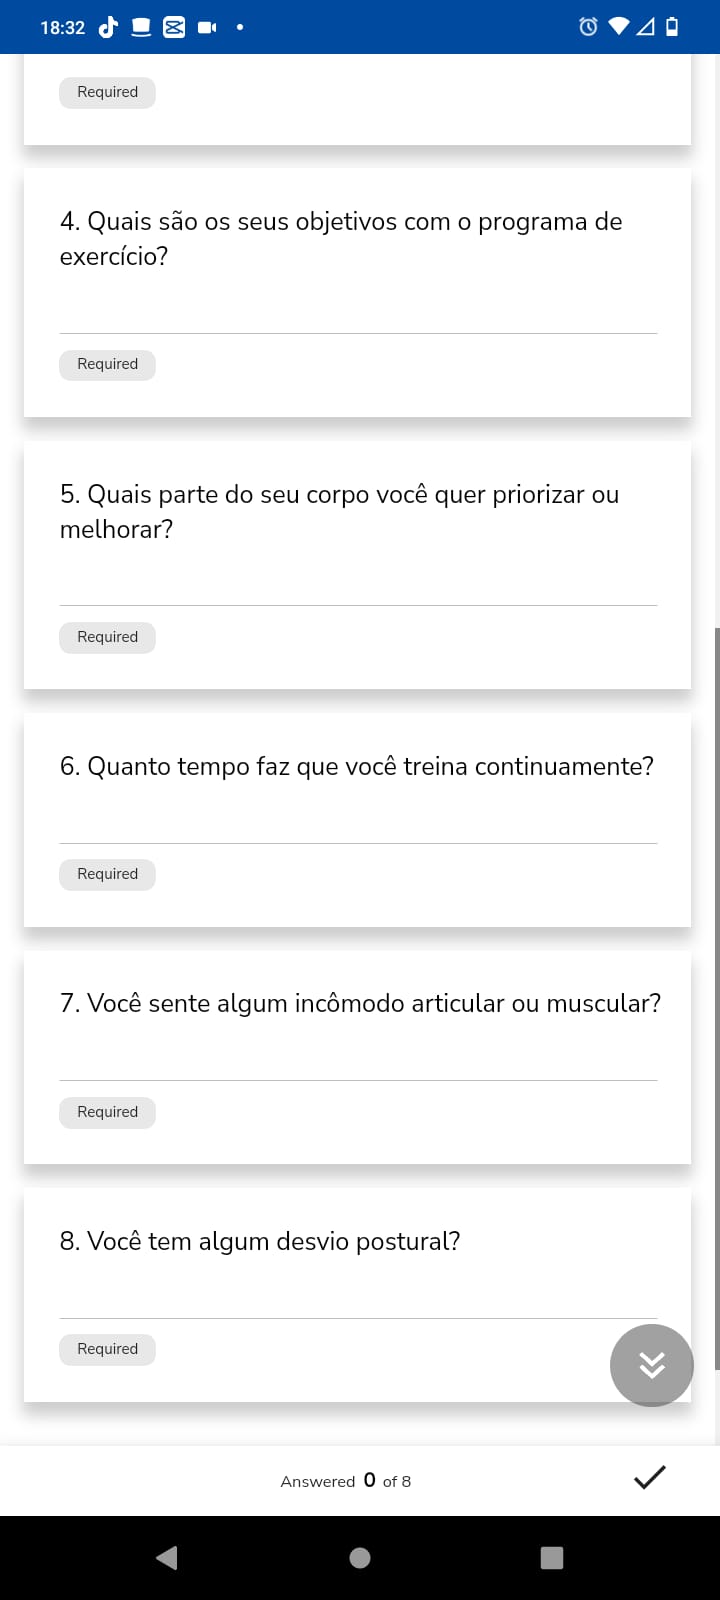 18:32
Required
4. Quais são os seus objetivos com o programa de
exercício?
Required
5. Quais parte do seu corpo você quer priorizar ou
melhorar?
Required
6. Quanto tempo faz que você treina continuamente?
Required
7. Você sente algum incômodo articular ou muscular?
Required
8. Você tem algum desvio postural?
Required
Answered 0 of 8